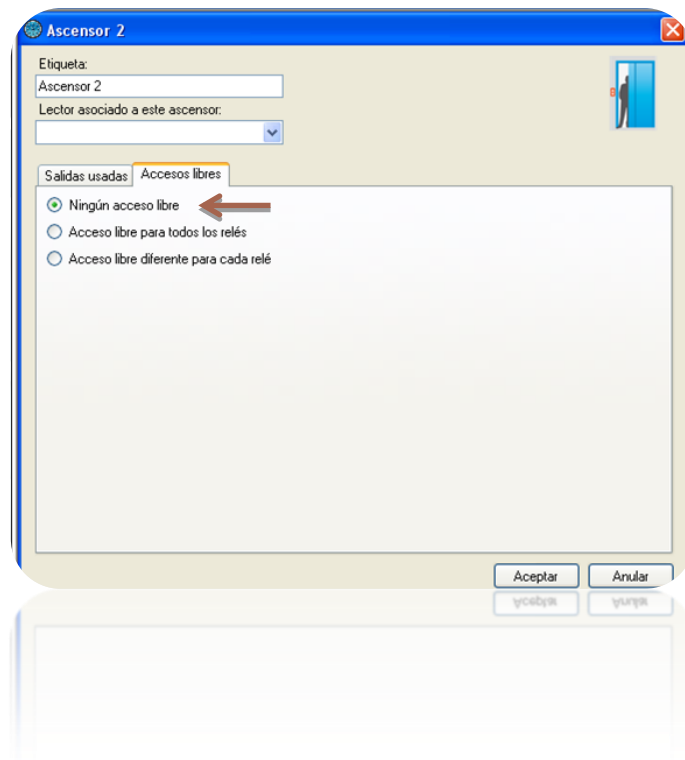 Ascensor 2
Etiqueta:
Ascensor 2
Lector asociado a este ascensor:
Salidas usadas Accesos libres
Ningún acceso libre
Acceso libre para todos los relés
Acceso libre diferente para cada relé
Aceptar Anular